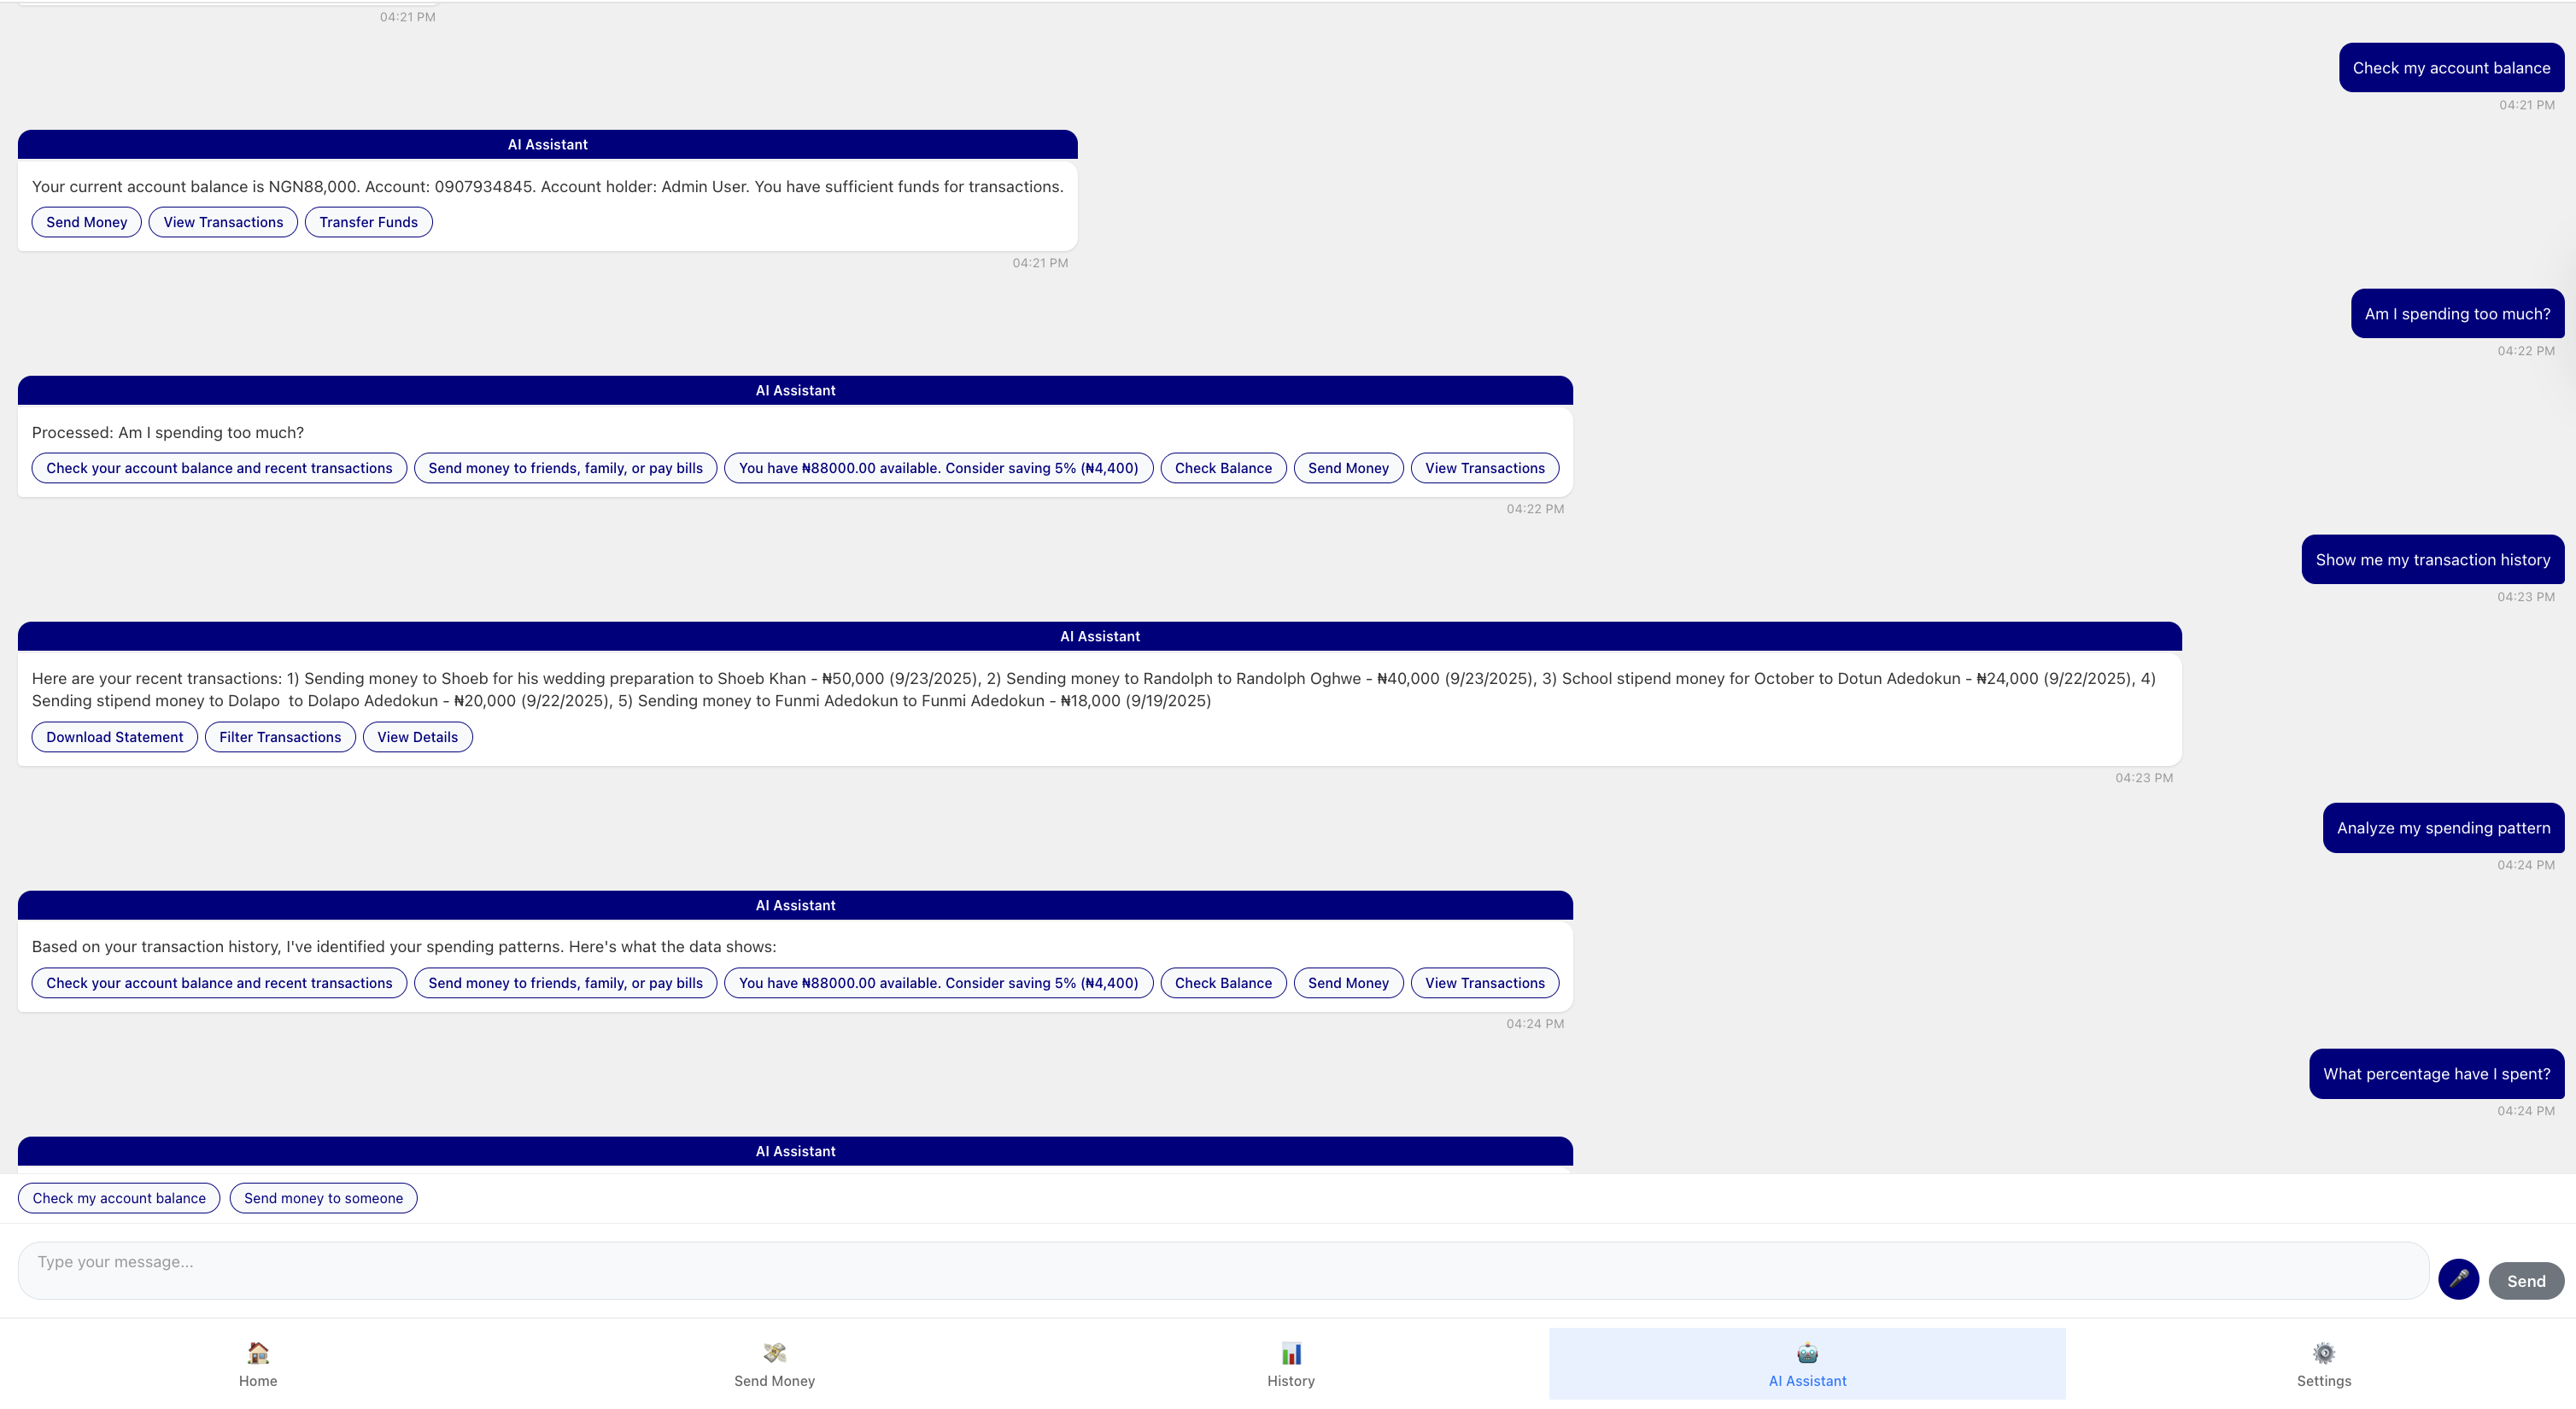 04:21 PM
Check my account balance
04:21 PM
AI Assistant
Your current account balance is NGN88,000. Account: 0907934845. Account holder: Admin User. You have sufficient funds for transactions.
Send Money View Transactions Transfer Funds
04:21 PM
Am I spending too much?
04:22 PM
AI Assistant
Processed: Am I spending too much?
Check your account balance and recent transactions Send money to friends, family, or pay bills You have ₦88000.00 available. Consider saving 5% (₦4,400) Check Balance Send Money View Transactions
04:22 PM
Show me my transaction history
04:23 PM
AI Assistant
Here are your recent transactions: 1) Sending money to Shoeb for his wedding preparation to Shoeb Khan - ₦50,000 (9/23/2025), 2) Sending money to Randolph to Randolph Oghwe - ₦40,000 (9/23/2025), 3) School stipend money for October to Dotun Adedokun - ₦24,000 (9/22/2025), 4)
Sending stipend money to Dolapo  to Dolapo Adedokun - ₦20,000 (9/22/2025), 5) Sending money to Funmi Adedokun to Funmi Adedokun - ₦18,000 (9/19/2025)
Download Statement Filter Transactions View Details
04:23 PM
Analyze my spending pattern
04:24 PM
AI Assistant
Based on your transaction history, I've identified your spending patterns. Here's what the data shows:
Check your account balance and recent transactions Send money to friends, family, or pay bills You have ₦88000.00 available. Consider saving 5% (₦4,400) Check Balance Send Money View Transactions
04:24 PM
What percentage have I spent?
04:24 PM
AI Assistant
Check my account balance Send money to someone
Type your message...
Send
Home Send Money History AI Assistant Settings